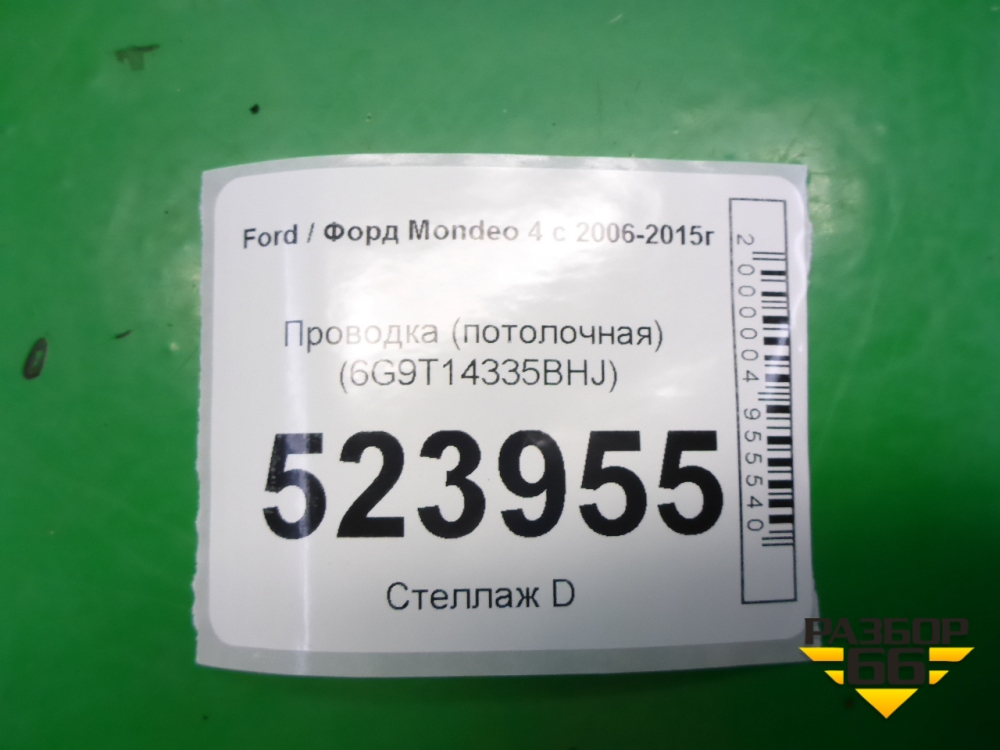 Ford / Форд Mondeo 4 с 2006-2015г
Проводка (потолочная)
(6G9T14335BHJ)
523955
Стеллаж D
2000004955540
РАЗБОР
66